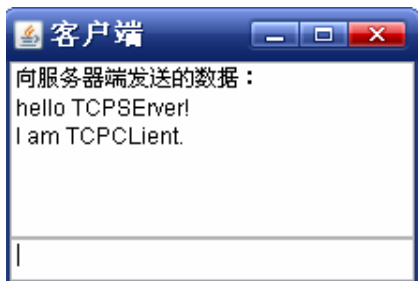 客户端
向服务器端发送的数据：
hello TCPSErver!
I am TCPCLient.